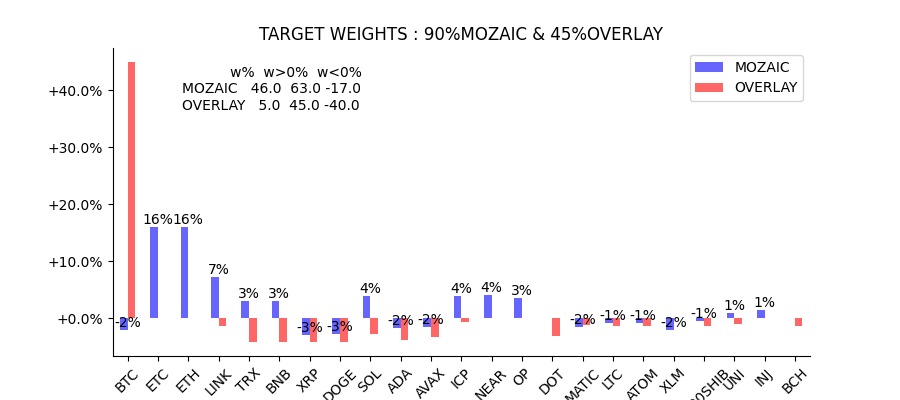 TARGET WEIGHTS : 90%MOZAIC & 45%OVERLAY
w% w>0% w<0%
MOZAIC 46.0 63.0 -17.0
OVERLAY 5.0 45.0 -40.0
MOZAIC
OVERLAY
+40.0%
+30.0%
+20.0%
+10.0%
+0.0%
-2% 16% 16% 7% 3% 3% -3% -3% 4% -2% -2% 4% 4% 3% -2% -1% -1% -2% -1% 1% 1%
BTC ETC ETH LINK TRX BNB XRP DOGE SOL ADA AVAX ICP NEAR OP DOT MATIC LTC ATOM XLM UNI INJ BCH